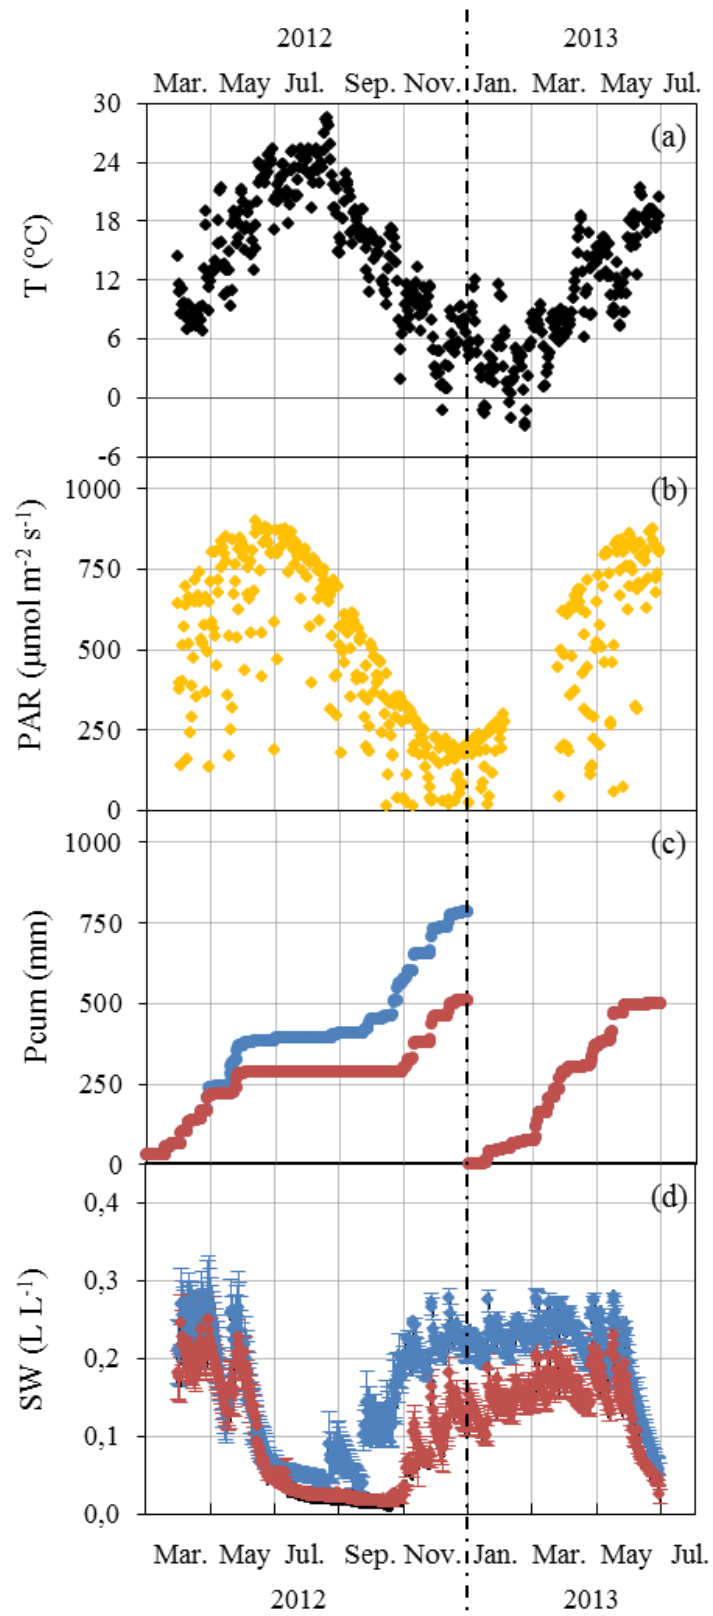 2012 2013
Mar. May Jul. Sep. Nov. Jan. Mar. May Jul.
30
(a)
24
18
T (°C)
12
6
0
-6
1000
(b)
750
PAR (µmol m-2 s-1)
500
250
0
1000
(c)
750
Pcum (mm)
500
250
0
0,4
(d)
0,3
SW (L L-1)
0,2
0,1
0,0
Mar. May Jul. Sep. Nov. Jan. Mar. May Jul.
2012 2013